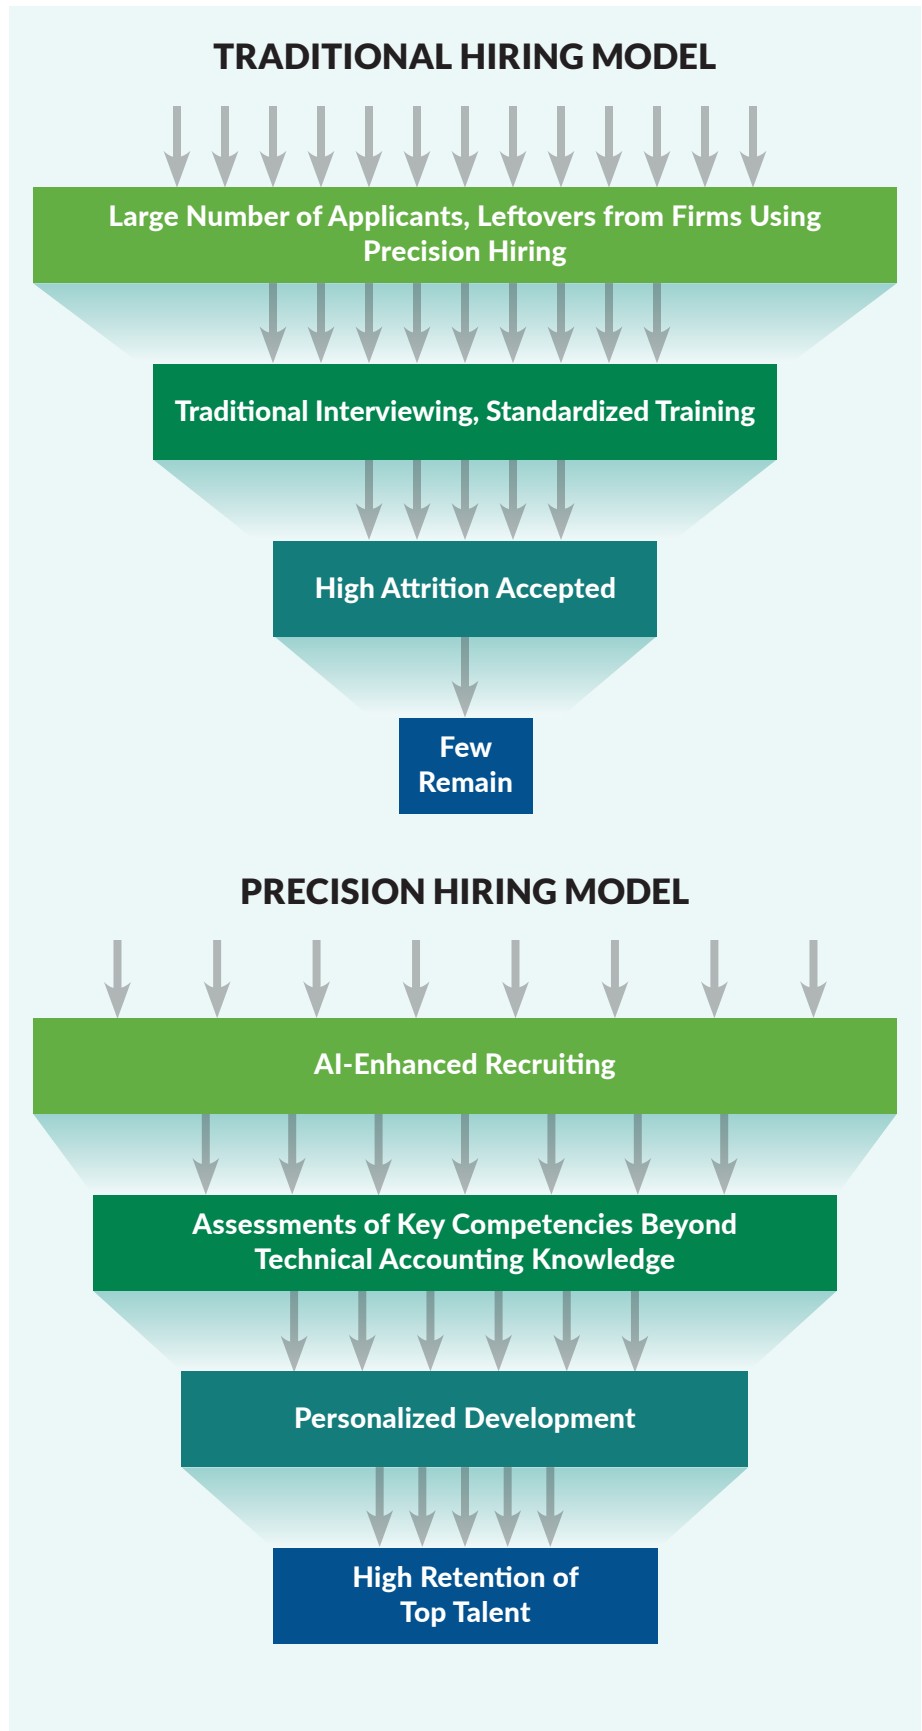 TRADITIONAL HIRING MODEL
Large Number of Applicants, Leftovers from Firms Using
Precision Hiring
Traditional Interviewing, Standardized Training
High Attrition Accepted
Few
Remain
PRECISION HIRING MODEL
AI-Enhanced Recruiting
Assessments of Key Competencies Beyond
Technical Accounting Knowledge
Personalized Development
High Retention of
Top Talent